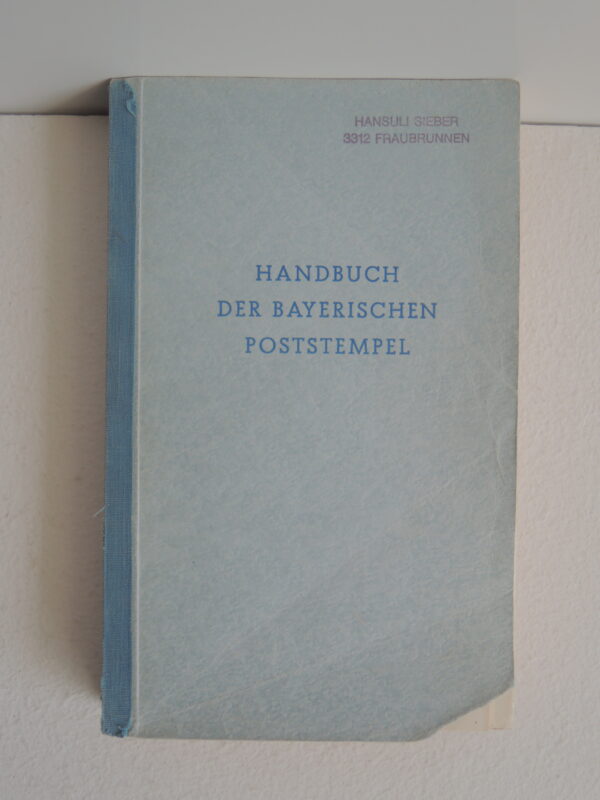 HANSULI SIEBER
3312 FRAUBRUNNEN
HANDBUCH
DER BAYERISCHEN
POSTSTEMPEL